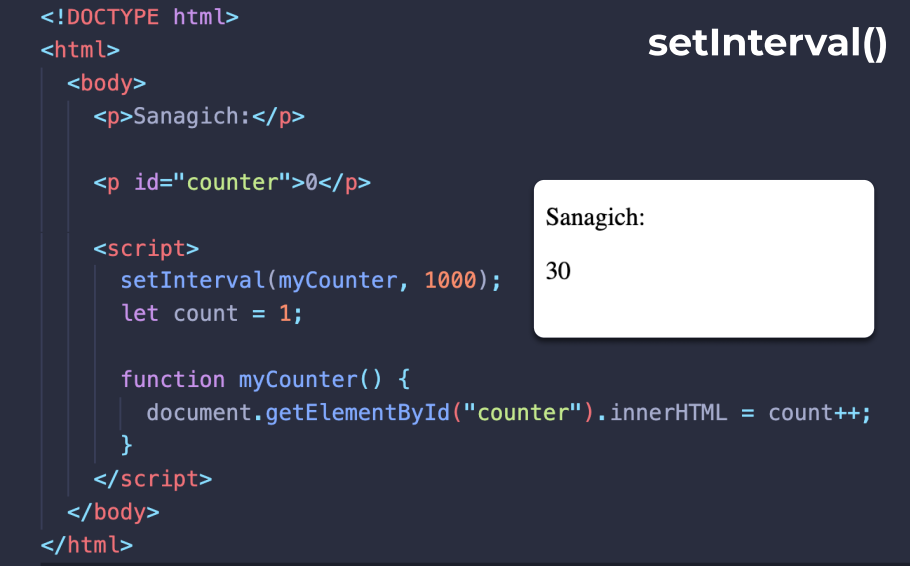 <!DOCTYPE html>
<html>
setInterval()
<body>
<p>Sanagich:</p>
<p id="counter">0</p>
<script>
setInterval(myCounter, 1000);
let count = 1;
function myCounter() {
document.getElementById("counter").innerHTML = count++;
}
</script>
</body>
</html>
Sanagich:
30